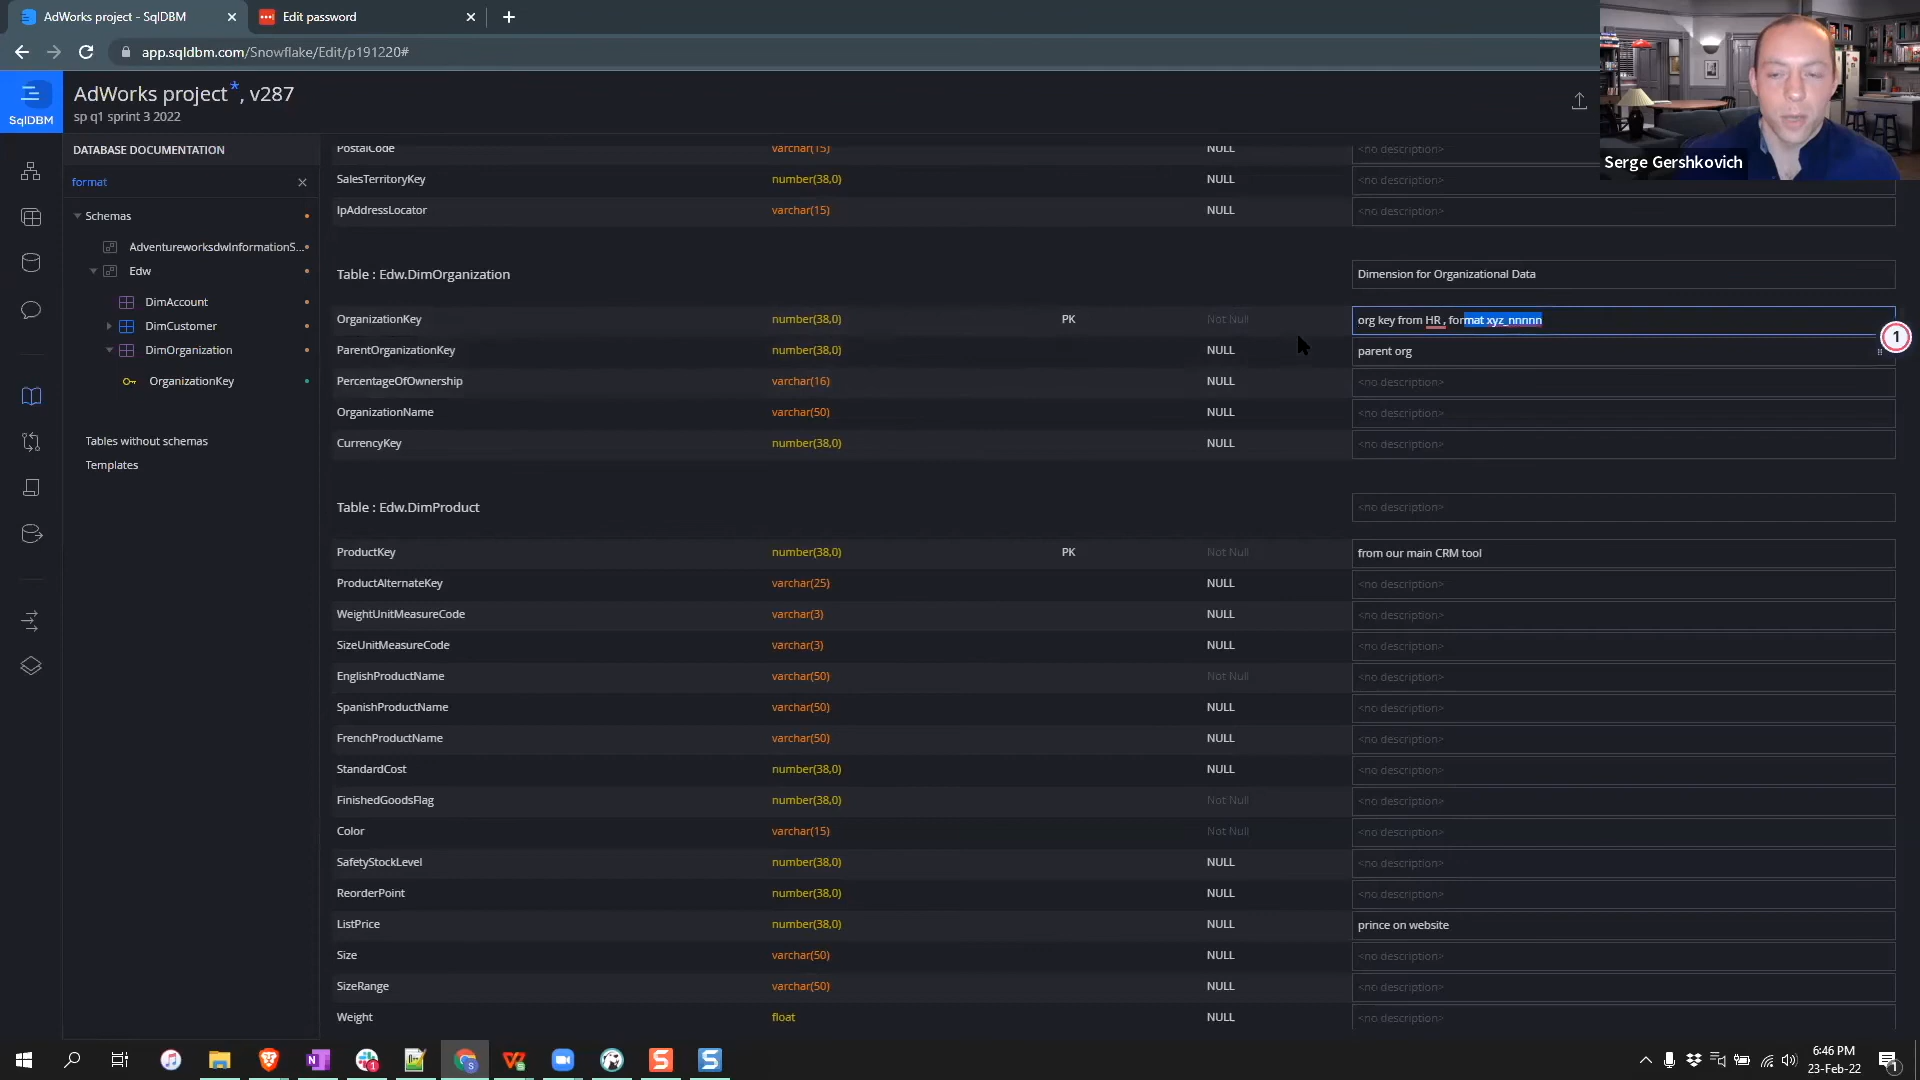 AdWorks project - SqlDBM
Edit password
app.sqldbm.com/Snowflake/Edit/p191220#
SqlDBM
AdWorks project*, v287
sp q1 sprint 3 2022
Serge Gershkovich
DATABASE DOCUMENTATION
format
Schemas
AdventureworksdwInformationS...
Edw
DimAccount
DimCustomer
DimOrganization
OrganizationKey
Tables without schemas
Templates
PostalCode varchar(15) NULL <no description>
SalesTerritoryKey number(38,0) NULL <no description>
IpAddressLocator varchar(15) NULL <no description>
Table : Edw.DimOrganization Dimension for Organizational Data
OrganizationKey number(38,0) PK Not Null org key from HR , format xyz_nnnnn
1
ParentOrganizationKey number(38,0) NULL parent org
PercentageOfOwnership varchar(16) NULL <no description>
OrganizationName varchar(50) NULL <no description>
CurrencyKey number(38,0) NULL <no description>
Table : Edw.DimProduct <no description>
ProductKey number(38,0) PK Not Null from our main CRM tool
ProductAlternateKey varchar(25) NULL <no description>
WeightUnitMeasureCode varchar(3) NULL <no description>
SizeUnitMeasureCode varchar(3) NULL <no description>
EnglishProductName varchar(50) Not Null <no description>
SpanishProductName varchar(50) NULL <no description>
FrenchProductName varchar(50) NULL <no description>
StandardCost number(38,0) NULL <no description>
FinishedGoodsFlag number(38,0) Not Null <no description>
Color varchar(15) Not Null <no description>
SafetyStockLevel number(38,0) NULL <no description>
ReorderPoint number(38,0) NULL <no description>
ListPrice number(38,0) NULL prince on website
Size varchar(50) NULL <no description>
SizeRange varchar(50) NULL <no description>
Weight float NULL <no description>
6:46 PM
23-Feb-22